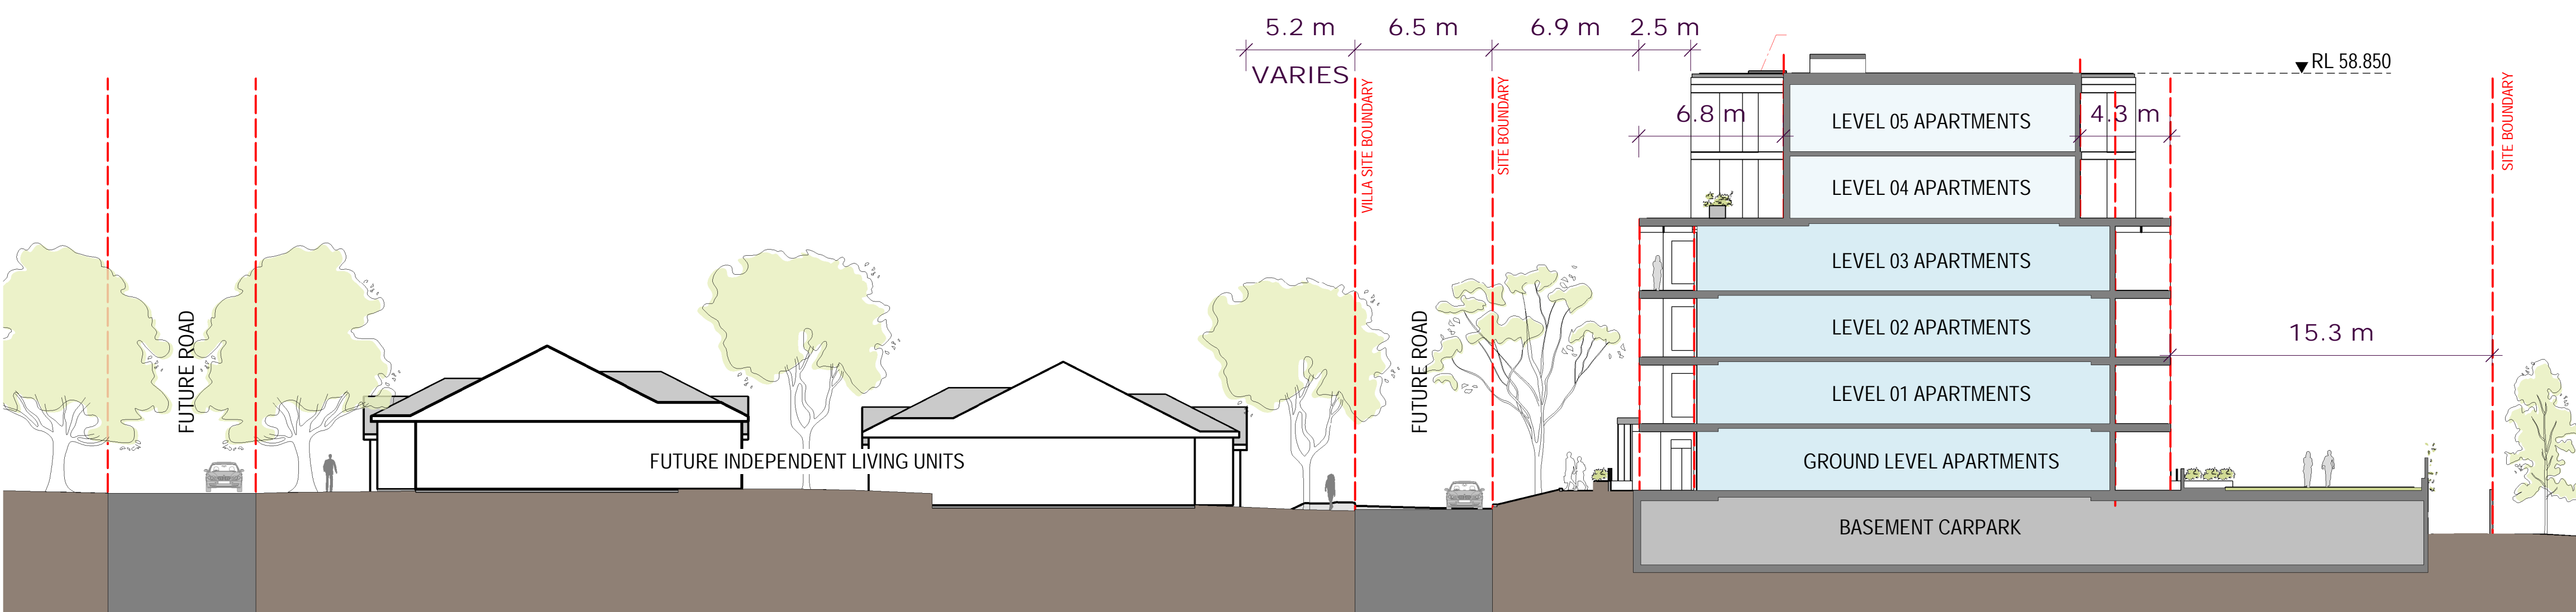 5.2 m
6.5 m
6.9 m
2.5 m
VARIES
RL 58.850
VILLA SITE BOUNDARY
SITE BOUNDARY
SITE BOUNDARY
6.8 m
4.3 m
LEVEL 05 APARTMENTS
LEVEL 04 APARTMENTS
LEVEL 03 APARTMENTS
LEVEL 02 APARTMENTS
15.3 m
FUTURE ROAD
FUTURE ROAD
LEVEL 01 APARTMENTS
FUTURE INDEPENDENT LIVING UNITS
GROUND LEVEL APARTMENTS
BASEMENT CARPARK